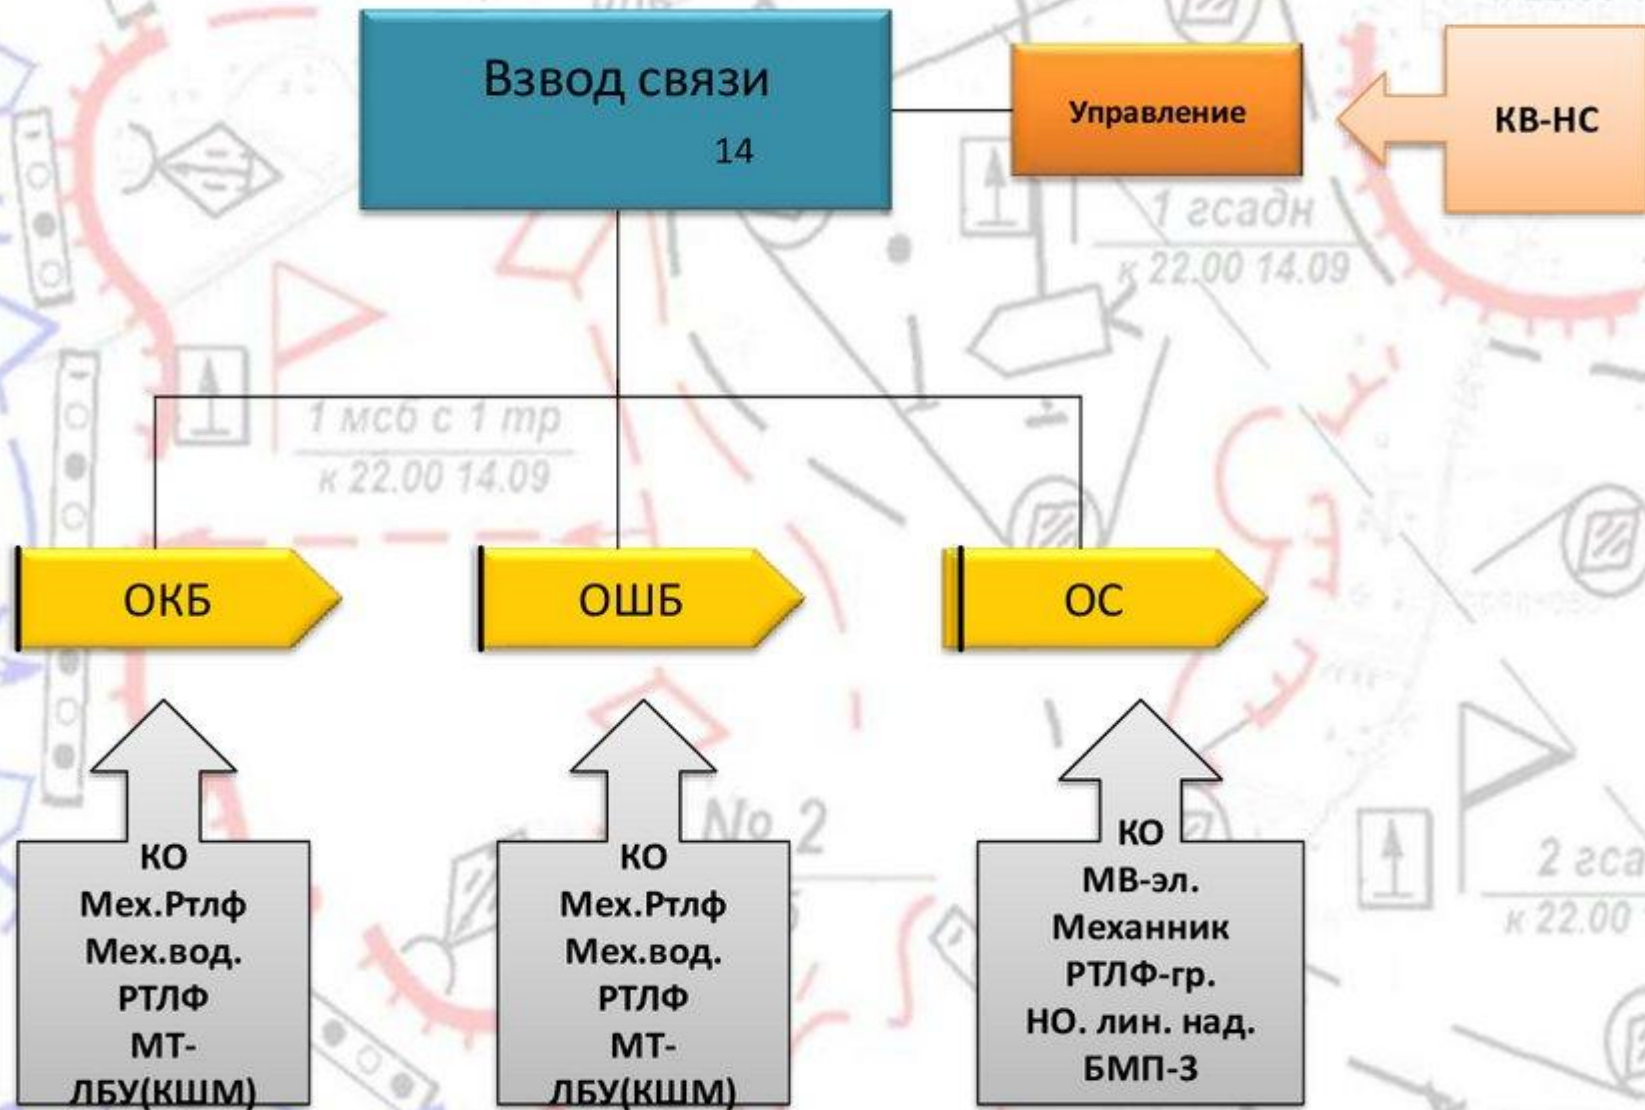 Взвод связи
14
Управление
КВ-НС
1 гсадн
к 22.00 14.09
1 мсб с 1 тр
к 22.00 14.09
ОКБ
ОШБ
ОС
№ 2
2 гса
к 22.00
КО
Мех.Ртлф
Мех.вод.
РТЛФ
МТ-
ЛБУ(КШМ)
КО
Мех.Ртлф
Мех.вод.
РТЛФ
МТ-
ЛБУ(КШМ)
КО
МВ-эл.
Механник
РТЛФ-гр.
НО. лин. над.
БМП-3